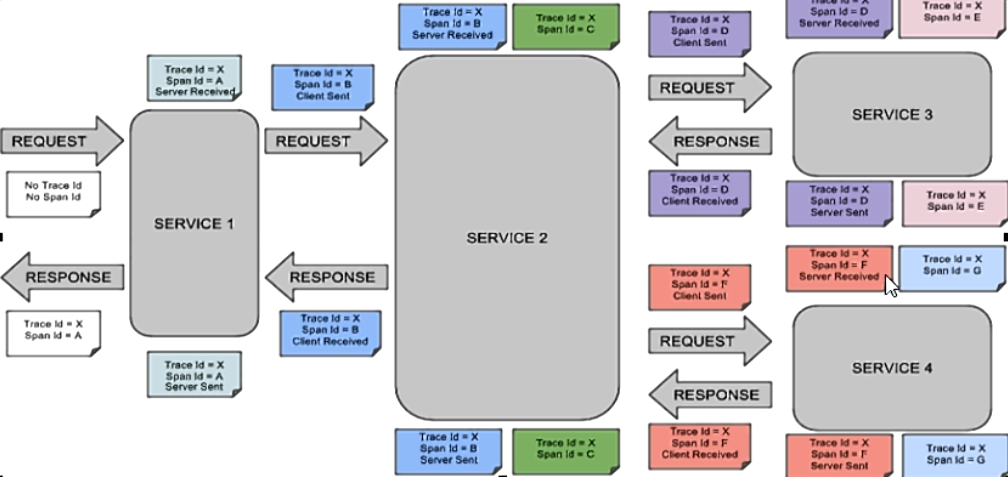 Trace Id = X
Span Id = B
Server Received
Trace Id = X
Span Id = C
Trace Id = X
Span Id = D
Client Sent
Trace Id = X
Span Id = D
Server Received
Trace Id = X
Span Id = E
Trace Id = X
Span Id = A
Server Received
Trace Id = X
Span Id = B
Client Sent
REQUEST
REQUEST
REQUEST
RESPONSE
SERVICE 3
No Trace Id
No Span Id
SERVICE 1
SERVICE 2
Trace Id = X
Span Id = D
Client Received
Trace Id = X
Span Id = D
Server Sent
Trace Id = X
Span Id = E
RESPONSE
RESPONSE
Trace Id = X
Span Id = F
Client Sent
Trace Id = X
Span Id = F
Server Received
Trace Id = X
Span Id = G
Trace Id = X
Span Id = A
Trace Id = X
Span Id = B
Client Received
REQUEST
RESPONSE
SERVICE 4
Trace Id = X
Span Id = A
Server Sent
Trace Id = X
Span Id = B
Server Sent
Trace Id = X
Span Id = C
Trace Id = X
Span Id = F
Client Received
Trace Id = X
Span Id = F
Server Sent
Trace Id = X
Span Id = G